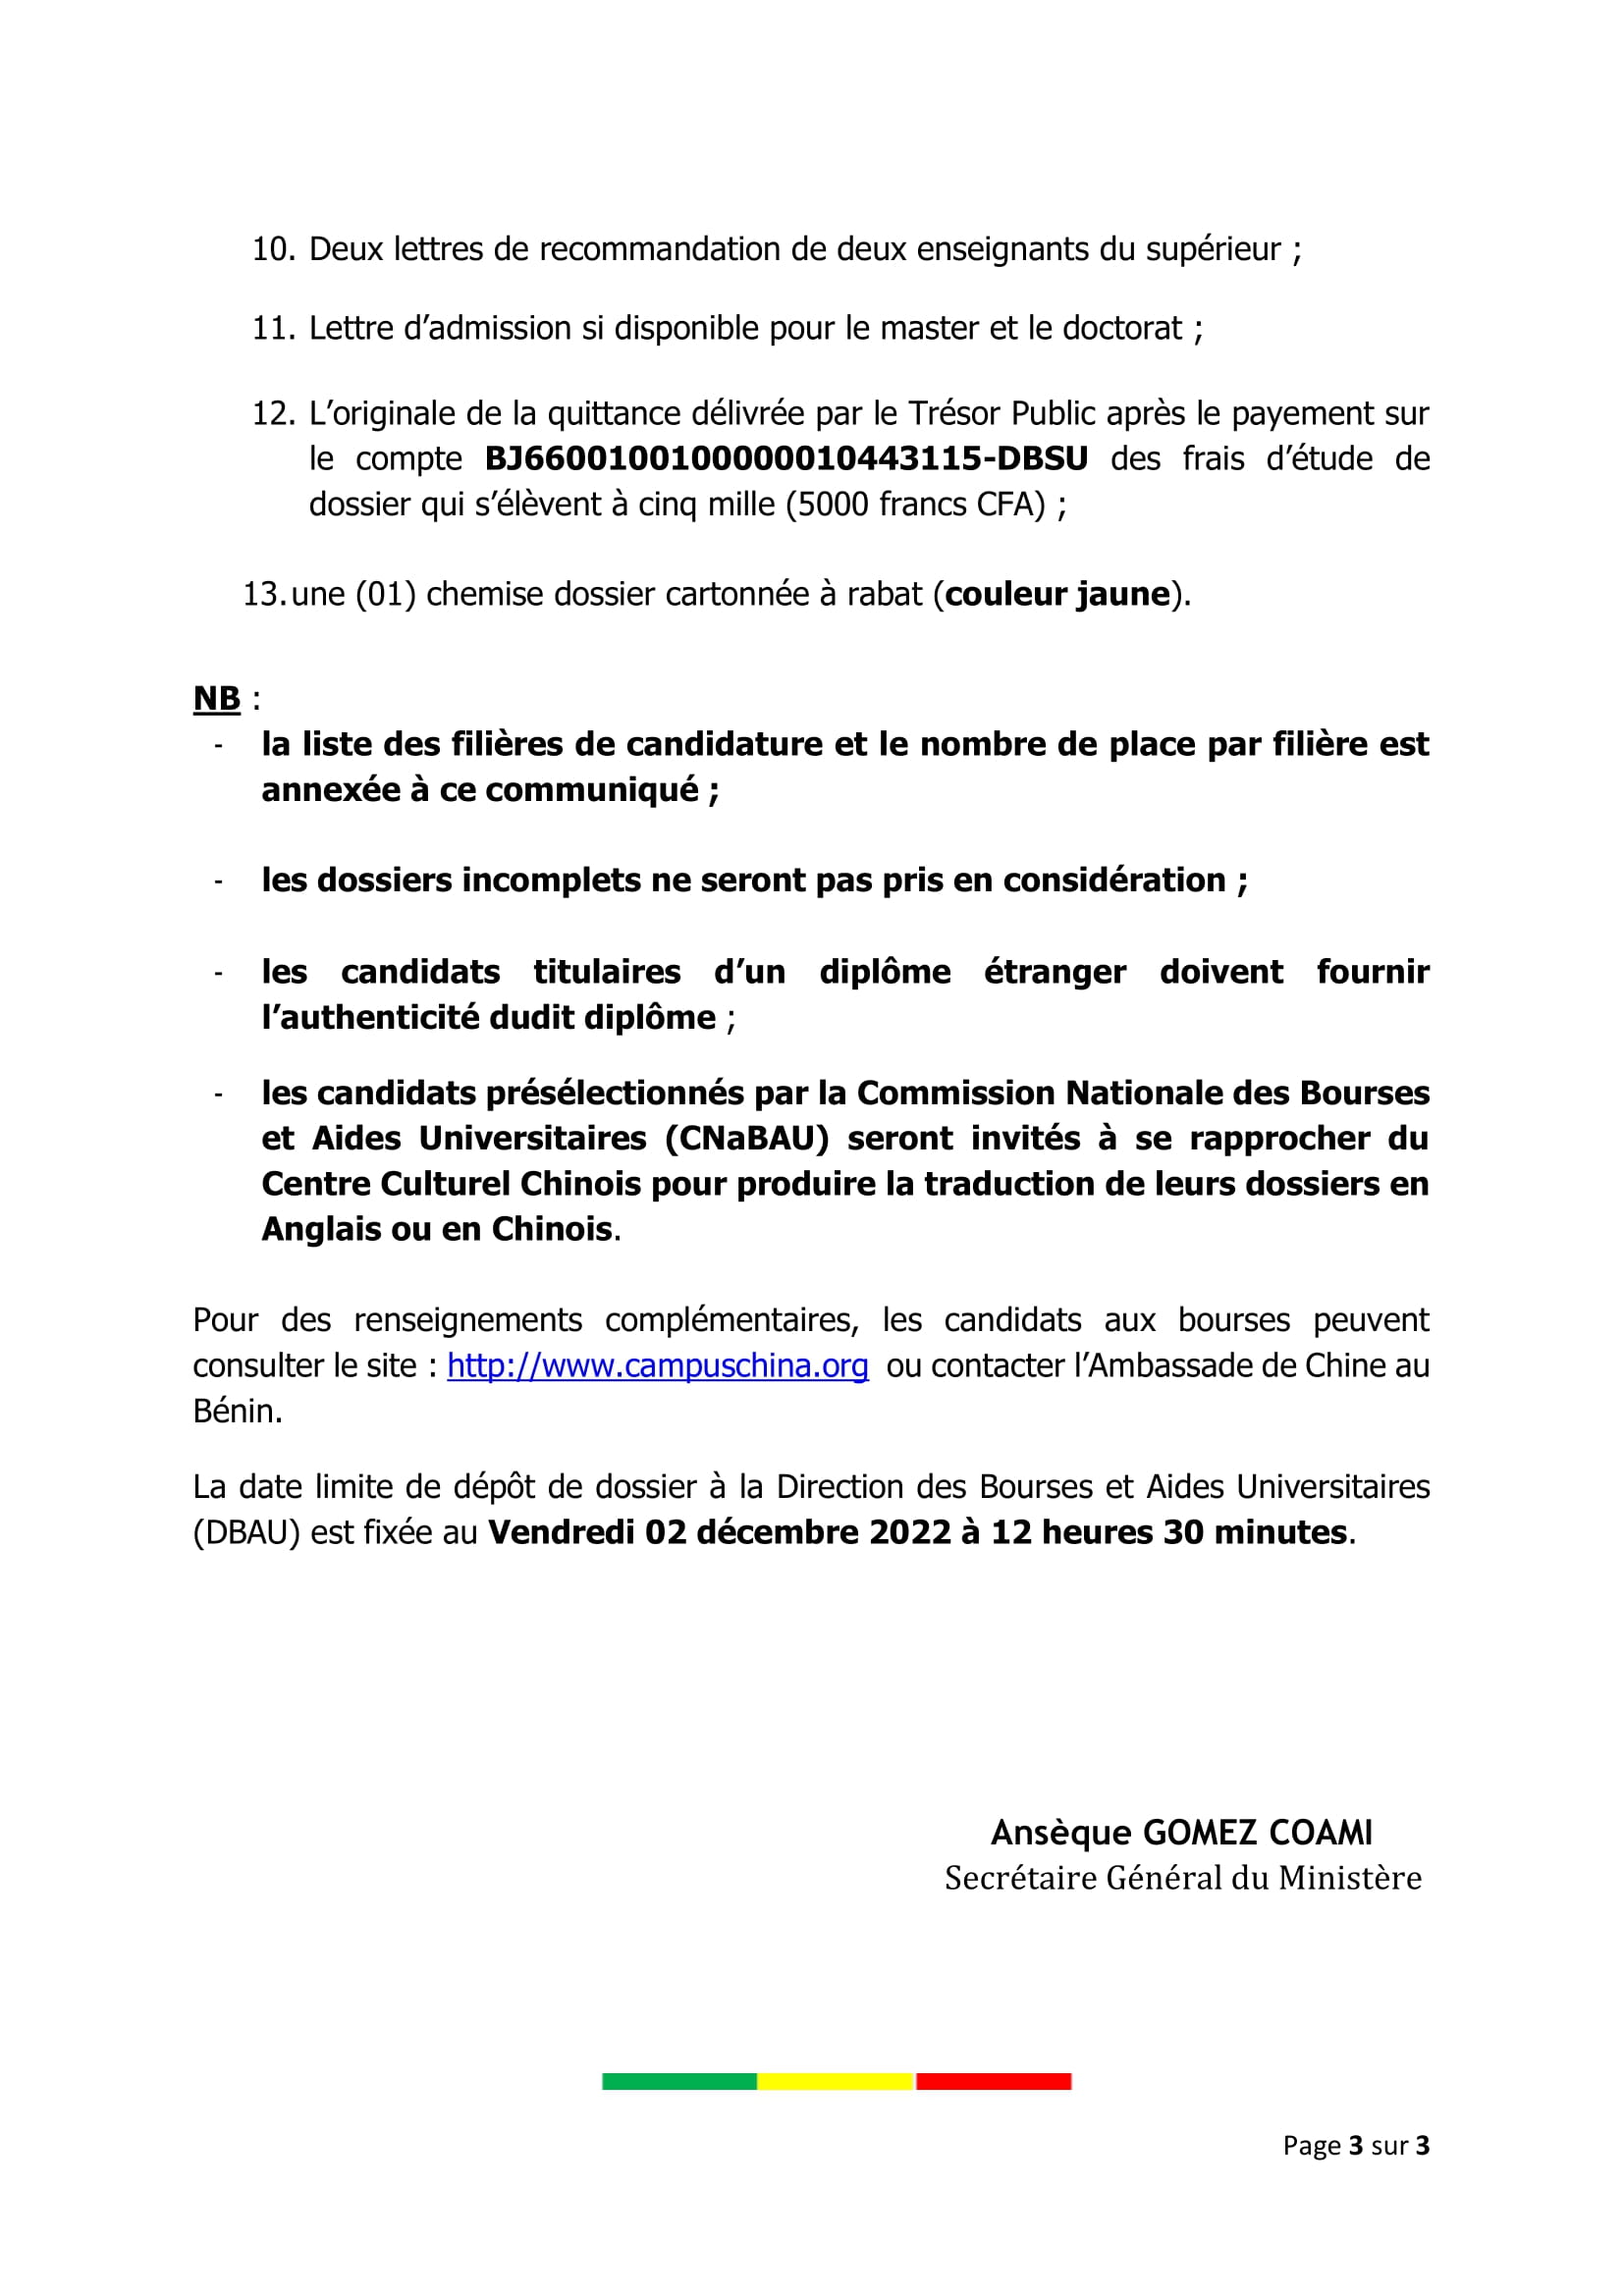 10. Deux lettres de recommandation de deux enseignants du supérieur ;
11. Lettre d’admission si disponible pour le master et le doctorat ;
12. L’originale de la quittance délivrée par le Trésor Public après le payement sur
le compte BJ6600100100000010443115-DBSU des frais d’étude de
dossier qui s’élèvent à cinq mille (5000 francs CFA) ;
13. une (01) chemise dossier cartonnée à rabat (couleur jaune).
NB :
- la liste des filières de candidature et le nombre de place par filière est
annexée à ce communiqué ;
- les dossiers incomplets ne seront pas pris en considération ;
- les candidats titulaires d’un diplôme étranger doivent fournir
l’authenticité dudit diplôme ;
- les candidats présélectionnés par la Commission Nationale des Bourses
et Aides Universitaires (CNaBAU) seront invités à se rapprocher du
Centre Culturel Chinois pour produire la traduction de leurs dossiers en
Anglais ou en Chinois.
Pour des renseignements complémentaires, les candidats aux bourses peuvent
consulter le site : http://www.campuschina.org ou contacter l’Ambassade de Chine au
Bénin.
La date limite de dépôt de dossier à la Direction des Bourses et Aides Universitaires
(DBAU) est fixée au Vendredi 02 décembre 2022 à 12 heures 30 minutes.
Ansèque GOMEZ COAMI
Secrétaire Général du Ministère
Page 3 sur 3